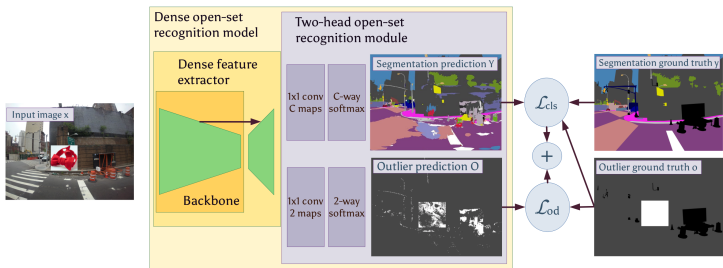 Dense open-set
recognition model
Two-head open-set
recognition module
Dense feature
extractor
Input image x
Backbone
1x1 conv
C maps
C-way
softmax
Segmentation prediction Y
1x1 conv
2 maps
2-way
softmax
Outlier prediction O
ℒcls
+
ℒod
Segmentation ground truth y
Outlier ground truth o